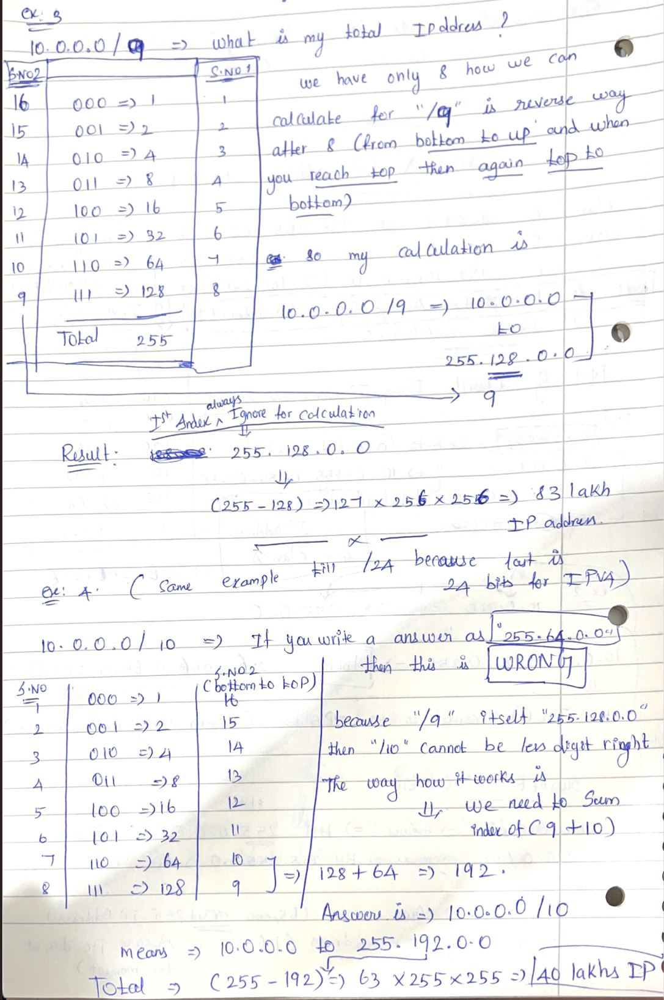 ex: 3
10.0.0.0/9 => what is my total IPddress ?
S.NO2 S.NO1
16 000 => 1 1
15 001 => 2 2
14 010 => 4 3
13 011 => 8 4
12 100 => 16 5
11 101 => 32 6
10 110 => 64 7
9 111 => 128 8
Total 255
we have only 8 how we can
calculate for "/9" is reverse way
after 8 (from bottom to up and when
you reach top then again top to
bottom)
so my calculation is
10.0.0.0/9 => 10.0.0.0
to
255.128.0.0
9
always
Ist Index ^ Ignore for calculation
Result: 255.128.0.0
(255-128) => 127 x 256 x 256 => 83 lakh
IP address.
x
ex: 4. (Same example till /24 because last is
24 bits for IPV4)
10.0.0.0/10 => If you write a answer as "255.64.0.0"
then this is WRONG
S.NO S.NO2
(bottom to top)
1 000 => 1 16
2 001 => 2 15
3 010 => 4 14
4 011 => 8 13
5 100 => 16 12
6 101 => 32 11
7 110 => 64 10
8 111 => 128 9
because "/9" itself "255.128.0.0"
then "/10" cannot be less digit ringht
The way how it works is
we need to Sum
index of (9+10)
=> 128 + 64 => 192.
Answere is => 10.0.0.0/10
means => 10.0.0.0 to 255.192.0.0
Total => (255-192) => 63 x 255 x 255 => 40 lakhs IP